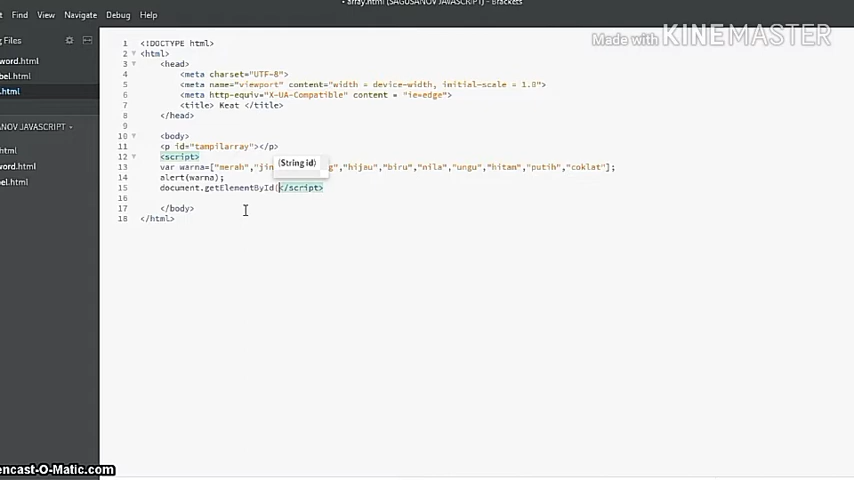 array.html (SAGUSANOV JAVASCRIPT) - Brackets
Find View Navigate Debug Help
Made with KINEMASTER
Files
word.html
bel.html
.html
NOV JAVASCRIPT
html
word.html
bel.html
1 <!DOCTYPE html>
2 <html>
3 <head>
4 <meta charset="UTF-8">
5 <meta name="viewport" content="width = device-width, initial-scale = 1.0">
6 <meta http-equiv="X-UA-Compatible" content = "ie=edge">
7 <title> Keat </title>
8 </head>
9
10 <body>
11 <p id="tampilarray"></p>
12 <script>
(String id)
13 var warna=["merah","jin g","hijau","biru","nila","ungu","hitam","putih","coklat"];
14 alert(warna);
15 document.getElementById(</script>
16
17 </body>
18 </html>
encast-O-Matic.com